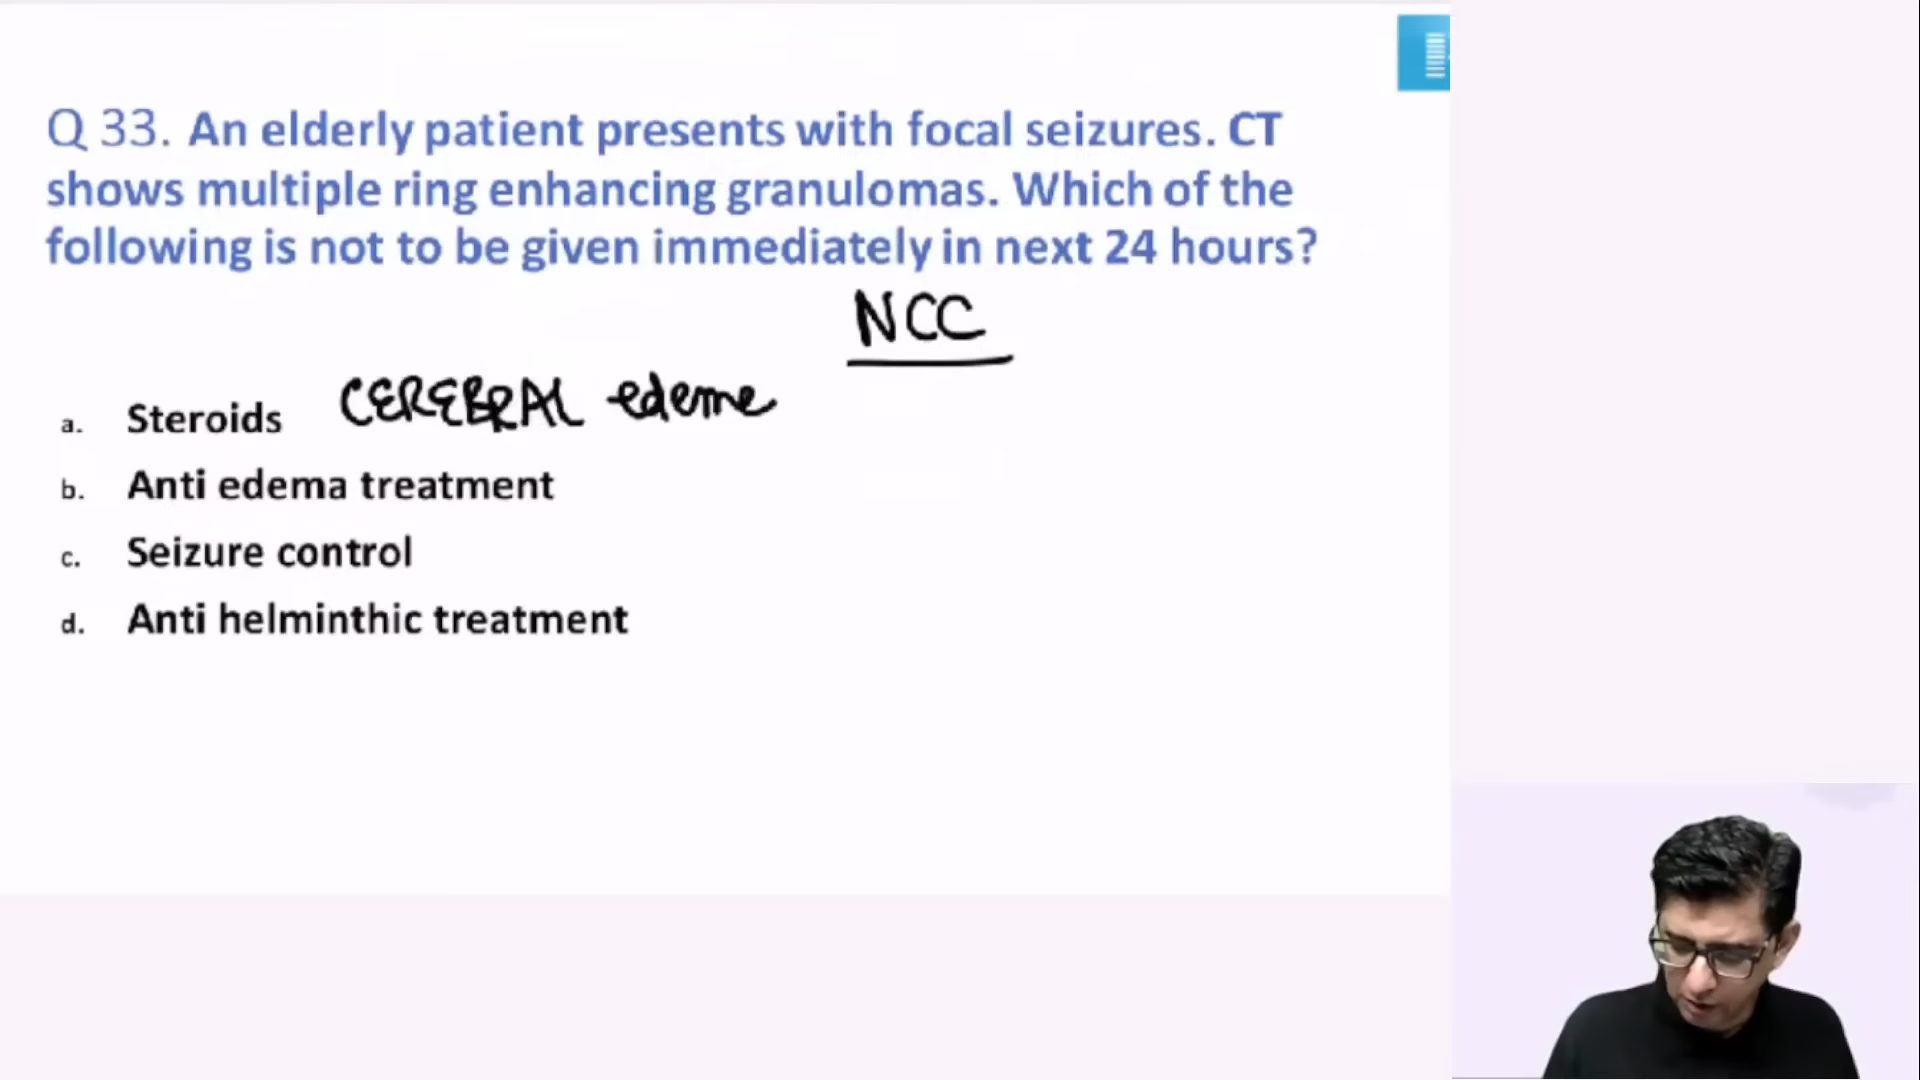 Q 33. An elderly patient presents with focal seizures. CT
shows multiple ring enhancing granulomas. Which of the
following is not to be given immediately in next 24 hours?
NCC
a. Steroids CEREBRAL edeme
b. Anti edema treatment
c. Seizure control
d. Anti helminthic treatment